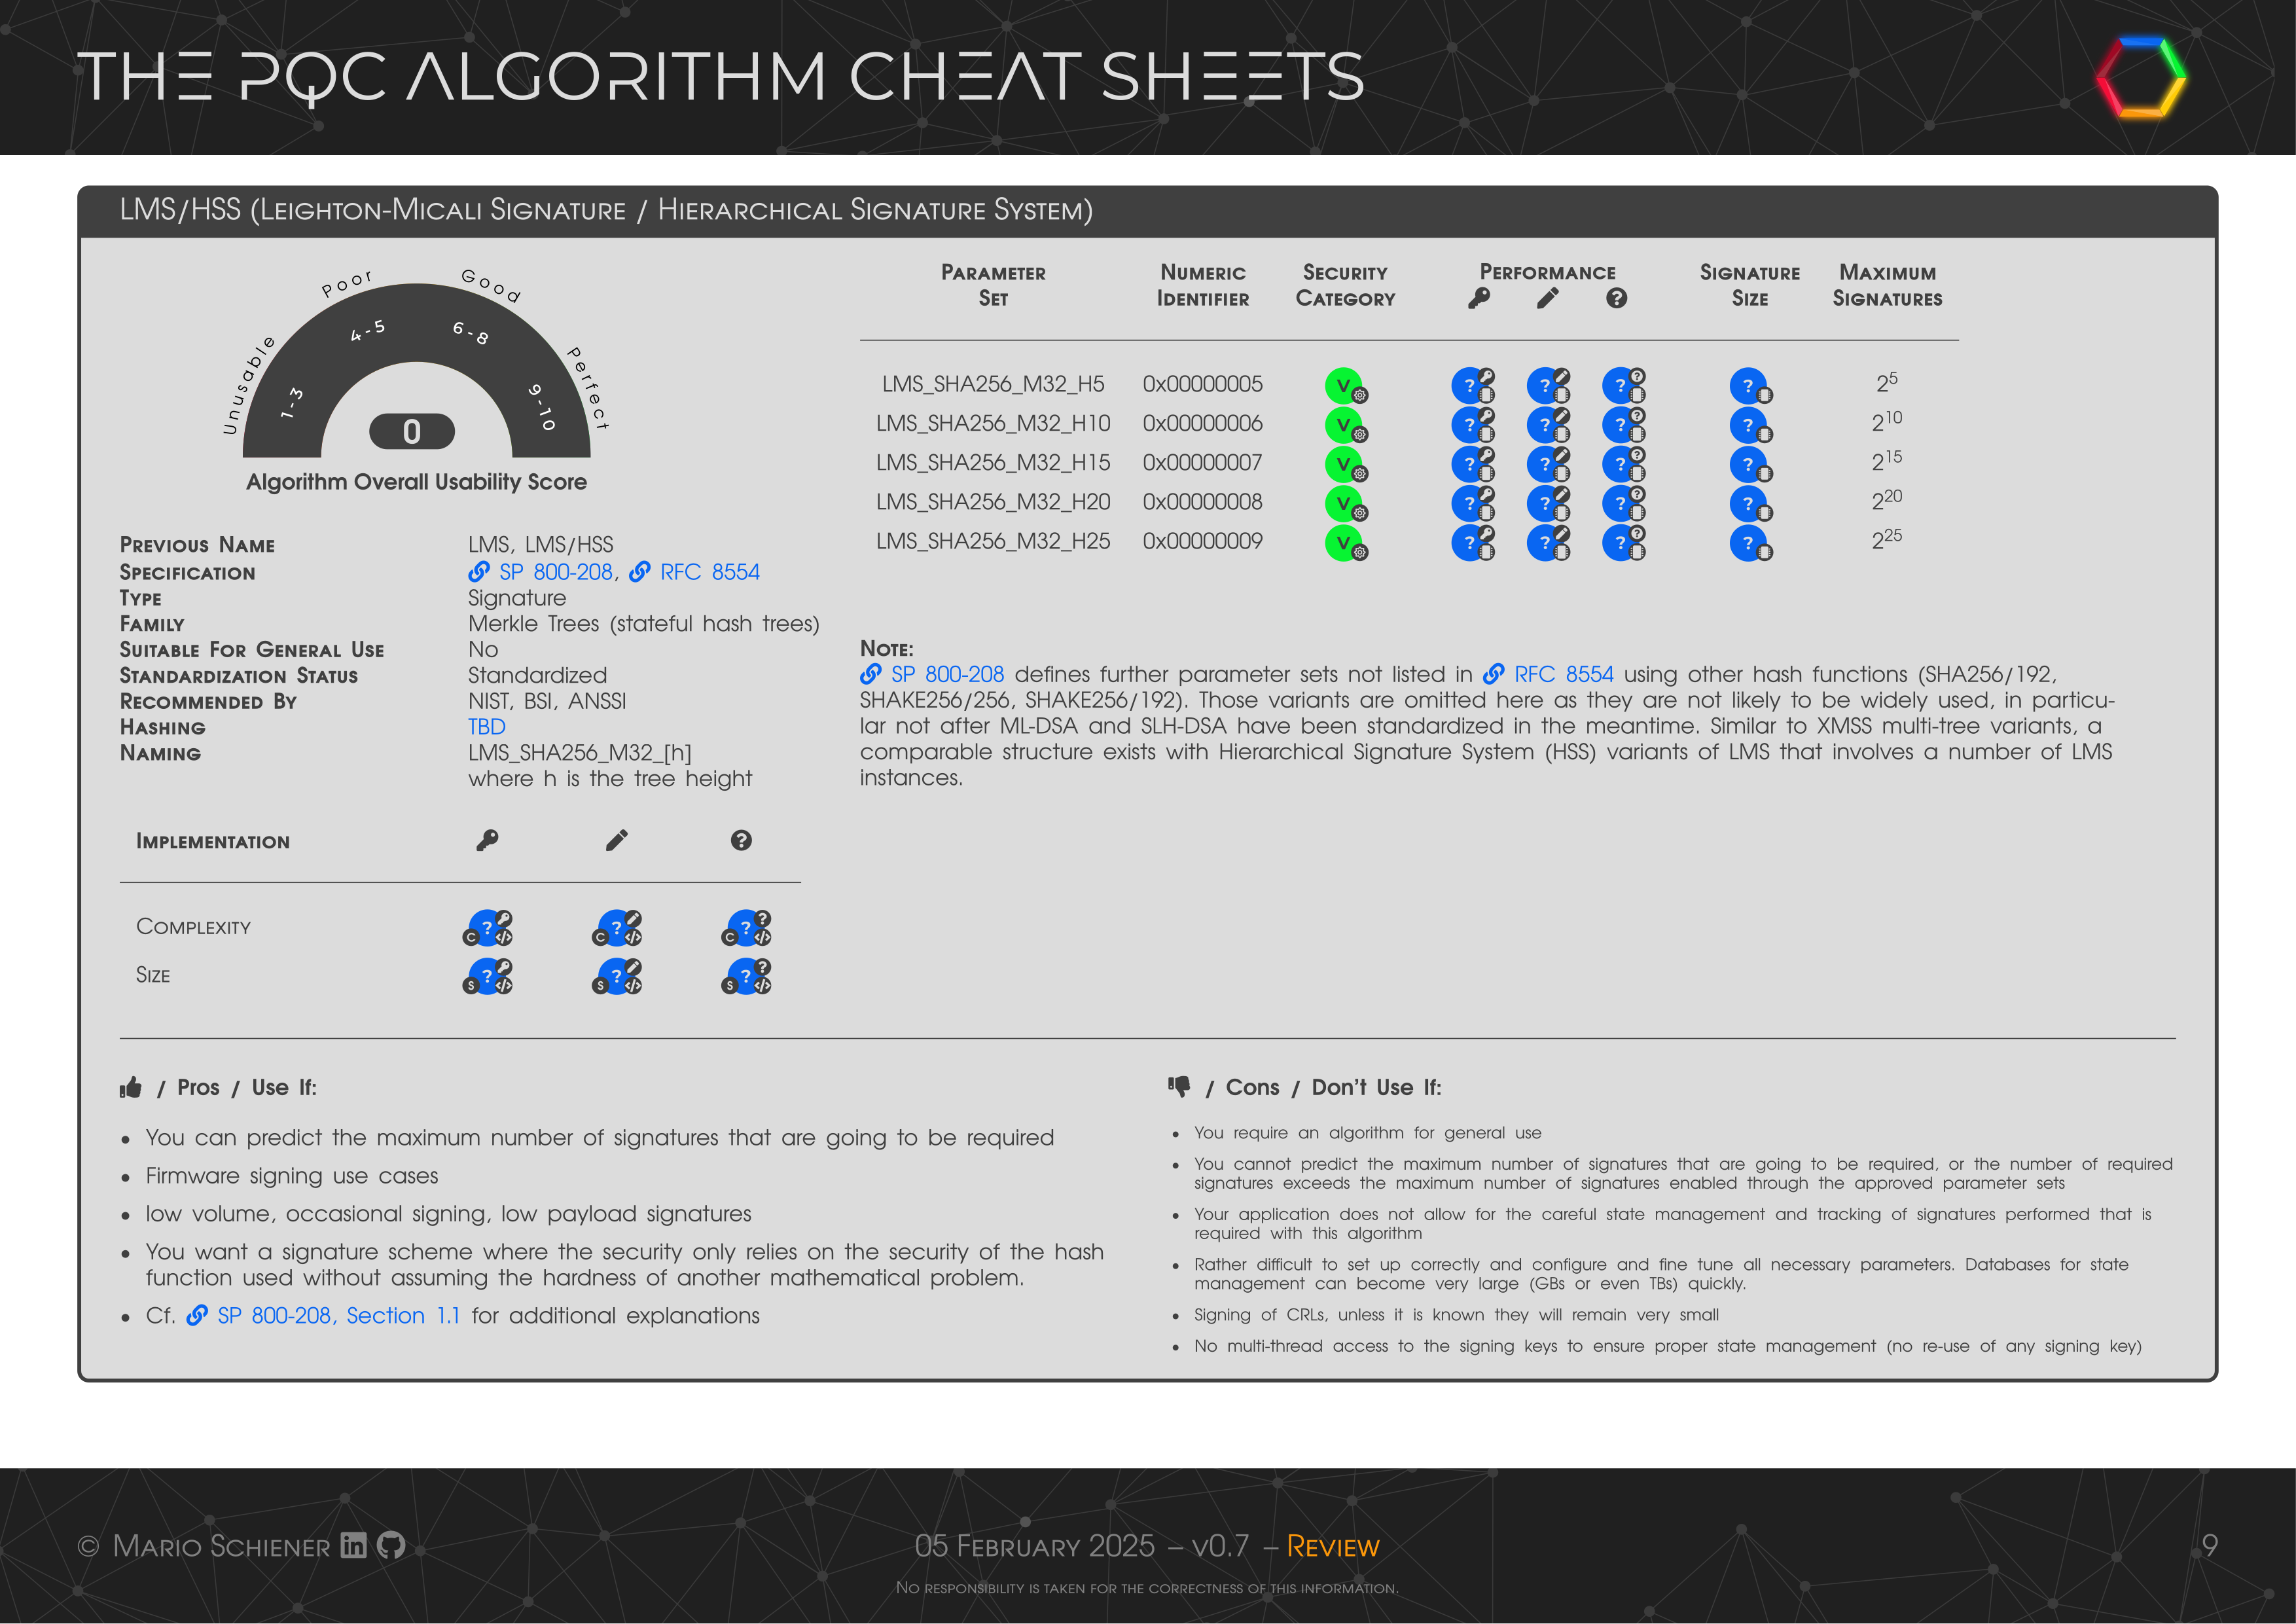 THE PQC ALGORITHM CHEAT SHEETS
LMS/HSS (Leighton-Micali Signature / Hierarchical Signature System)
Unusable
Poor
Good
Perfect
1-3
4-5
6-8
9-10
0
Algorithm Overall Usability Score
Previous Name LMS, LMS/HSS
Specification SP 800-208, RFC 8554
Type Signature
Family Merkle Trees (stateful hash trees)
Suitable For General Use No
Standardization Status Standardized
Recommended By NIST, BSI, ANSSI
Hashing TBD
Naming LMS_SHA256_M32_[h]
where h is the tree height
Implementation ?
Complexity ? C ? C ? ? C
Size ? S ? S ? ? S
Parameter Numeric Security Performance Signature Maximum
Set Identifier Category ? Size Signatures
LMS_SHA256_M32_H5 0x00000005 V ? ? ? ? ? 2⁵
LMS_SHA256_M32_H10 0x00000006 V ? ? ? ? ? 2¹⁰
LMS_SHA256_M32_H15 0x00000007 V ? ? ? ? ? 2¹⁵
LMS_SHA256_M32_H20 0x00000008 V ? ? ? ? ? 2²⁰
LMS_SHA256_M32_H25 0x00000009 V ? ? ? ? ? 2²⁵
Note:
SP 800-208 defines further parameter sets not listed in RFC 8554 using other hash functions (SHA256/192,
SHAKE256/256, SHAKE256/192). Those variants are omitted here as they are not likely to be widely used, in particu-
lar not after ML-DSA and SLH-DSA have been standardized in the meantime. Similar to XMSS multi-tree variants, a
comparable structure exists with Hierarchical Signature System (HSS) variants of LMS that involves a number of LMS
instances.
/ Pros / Use If:
• You can predict the maximum number of signatures that are going to be required
• Firmware signing use cases
• low volume, occasional signing, low payload signatures
• You want a signature scheme where the security only relies on the security of the hash
function used without assuming the hardness of another mathematical problem.
• Cf. SP 800-208, Section 1.1 for additional explanations
/ Cons / Don't Use If:
• You require an algorithm for general use
• You cannot predict the maximum number of signatures that are going to be required, or the number of required
signatures exceeds the maximum number of signatures enabled through the approved parameter sets
• Your application does not allow for the careful state management and tracking of signatures performed that is
required with this algorithm
• Rather difficult to set up correctly and configure and fine tune all necessary parameters. Databases for state
management can become very large (GBs or even TBs) quickly.
• Signing of CRLs, unless it is known they will remain very small
• No multi-thread access to the signing keys to ensure proper state management (no re-use of any signing key)
© Mario Schiener in
05 February 2025 – v0.7 – Review
9
No responsibility is taken for the correctness of this information.